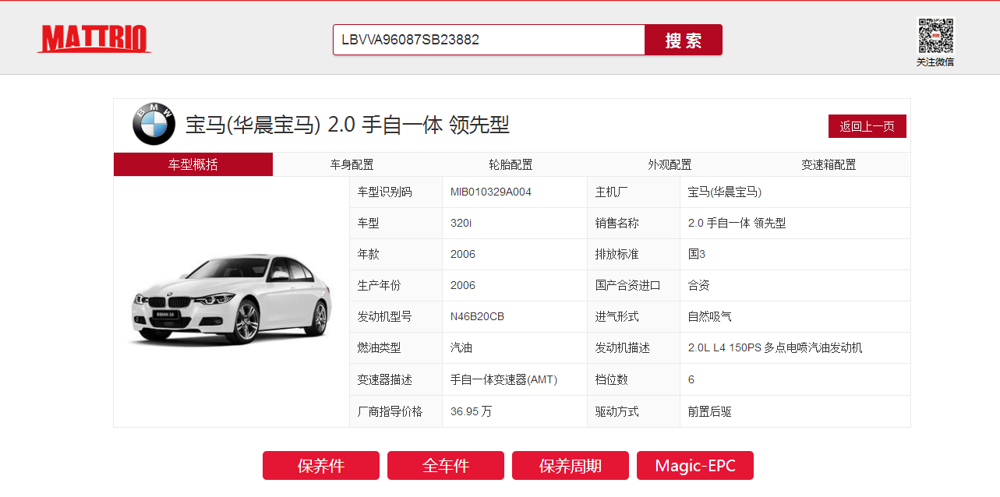 MATTRIO
LBVVA96087SB23882
搜 索
关注微信
BMW
宝马(华晨宝马) 2.0 手自一体 领先型
返回上一页
车型概括 车身配置 轮胎配置 外观配置 变速箱配置
车型识别码 MIB010329A004 主机厂 宝马(华晨宝马)
车型 320i 销售名称 2.0 手自一体 领先型
年款 2006 排放标准 国3
生产年份 2006 国产合资进口 合资
发动机型号 N46B20CB 进气形式 自然吸气
燃油类型 汽油 发动机描述 2.0L L4 150PS 多点电喷汽油发动机
变速器描述 手自一体变速器(AMT) 档位数 6
厂商指导价格 36.95 万 驱动方式 前置后驱
保养件 全车件 保养周期 Magic-EPC